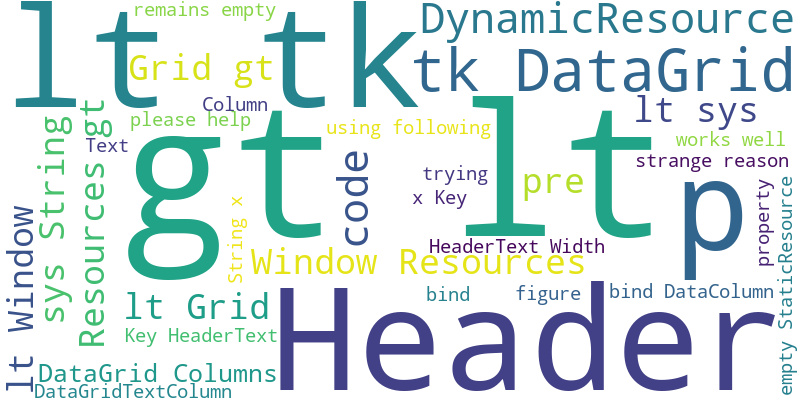 remains empty
DynamicResource
lt tk
Grid gt
tk DataGrid
Column
lt sys
please help
using following
works well
Text
gt lt
strange reason
trying
pre
p
x Key
code
sys String
Resources gt
String x
property
HeaderText Width
Window Resources
lt Window
bind
figure
bind DataColumn
empty StaticResource
lt Grid
Header
Key HeaderText
DataGrid Columns
DataGridTextColumn